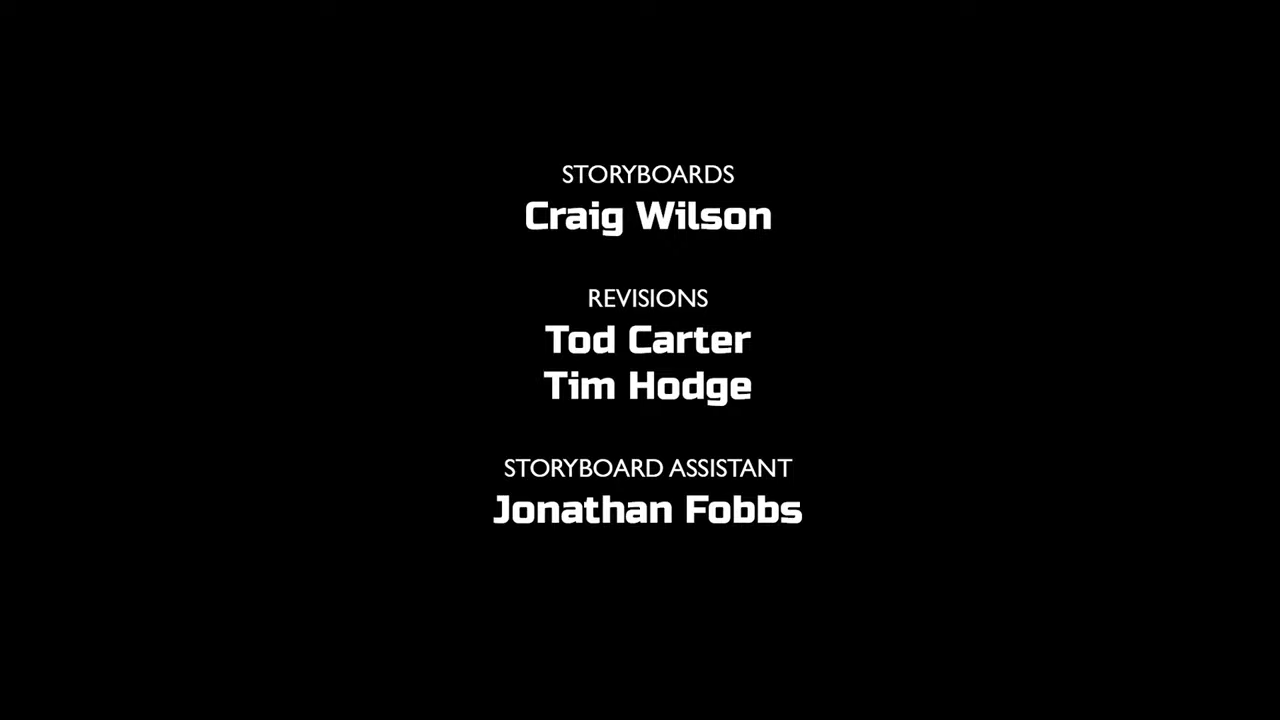 STORYBOARDS
Craig Wilson
REVISIONS
Tod Carter
Tim Hodge
STORYBOARD ASSISTANT
Jonathan Fobbs